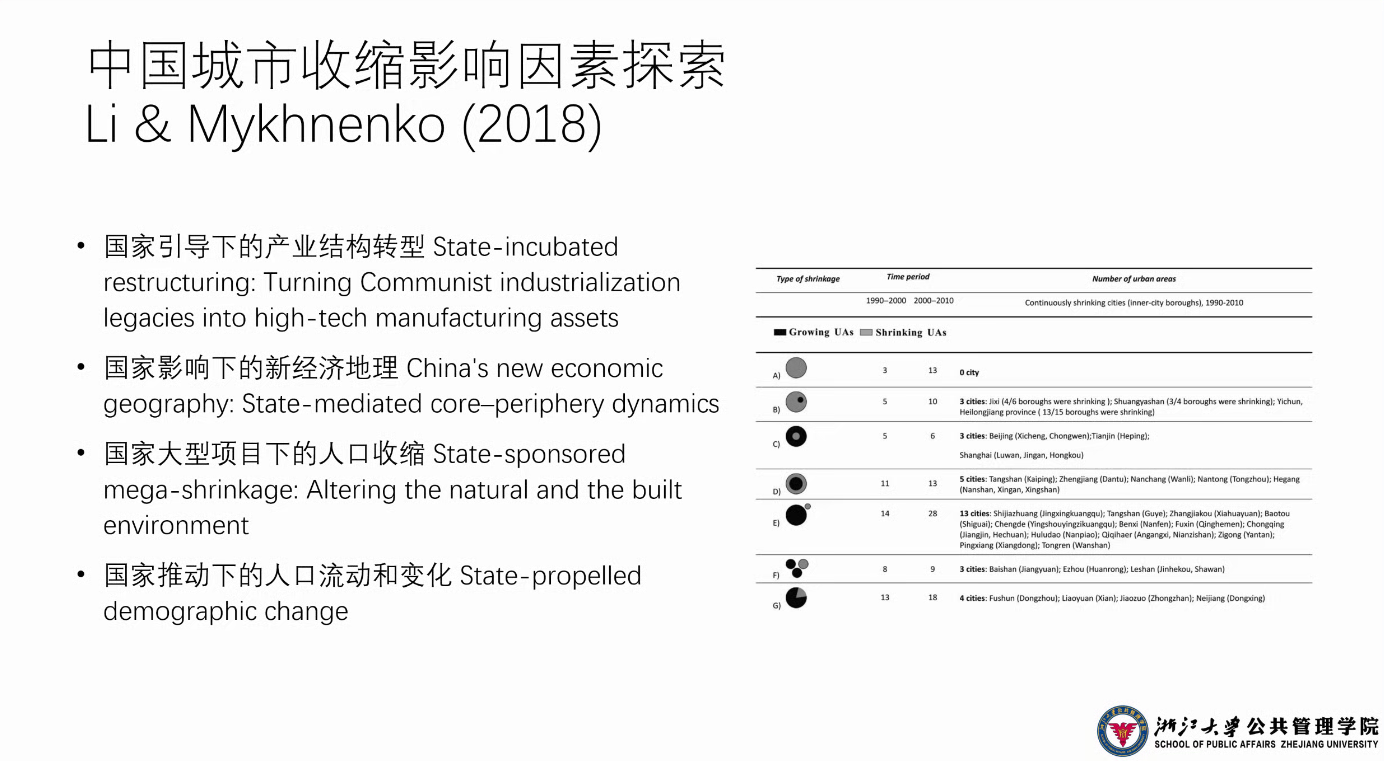 中国城市收缩影响因素探索
Li & Mykhnenko (2018)
• 国家引导下的产业结构转型 State-incubated
restructuring: Turning Communist industrialization
legacies into high-tech manufacturing assets
• 国家影响下的新经济地理 China's new economic
geography: State-mediated core–periphery dynamics
• 国家大型项目下的人口收缩 State-sponsored
mega-shrinkage: Altering the natural and the built
environment
• 国家推动下的人口流动和变化 State-propelled
demographic change
Type of shrinkage Time period Number of urban areas
1990–2000 2000–2010 Continuously shrinking cities (inner-city boroughs), 1990-2010
Growing UAs Shrinking UAs
A) 3 13 0 city
B) 5 10 3 cities: Jixi (4/6 boroughs were shrinking ); Shuangyashan (3/4 boroughs were shrinking); Yichun,
Heilongjiang province ( 13/15 boroughs were shrinking)
C) 5 6 3 cities: Beijing (Xicheng, Chongwen);Tianjin (Heping);
Shanghai (Luwan, Jingan, Hongkou)
D) 11 13 5 cities: Tangshan (Kaiping); Zhengjiang (Dantu); Nanchang (Wanli); Nantong (Tongzhou); Hegang
(Nanshan, Xingan, Xingshan)
E) 14 28 13 cities: Shijiazhuang (Jingxingkuangqu); Tangshan (Guye); Zhangjiakou (Xiahuayuan); Baotou
(Shiguai); Chengde (Yingshouyingzikuangqu); Benxi (Nanfen); Fuxin (Qinghemen); Chongqing
(Jiangjin, Hechuan); Huludao (Nanpiao); Qiqihaer (Angangxi, Nianzishan); Zigong (Yantan);
Pingxiang (Xiangdong); Tongren (Wanshan)
F) 8 9 3 cities: Baishan (Jiangyuan); Ezhou (Huanrong); Leshan (Jinhekou, Shawan)
G) 13 18 4 cities: Fushun (Dongzhou); Liaoyuan (Xian); Jiaozuo (Zhongzhan); Neijiang (Dongxing)
浙江大学公共管理学院
SCHOOL OF PUBLIC AFFAIRS ZHEJIANG UNIVERSITY